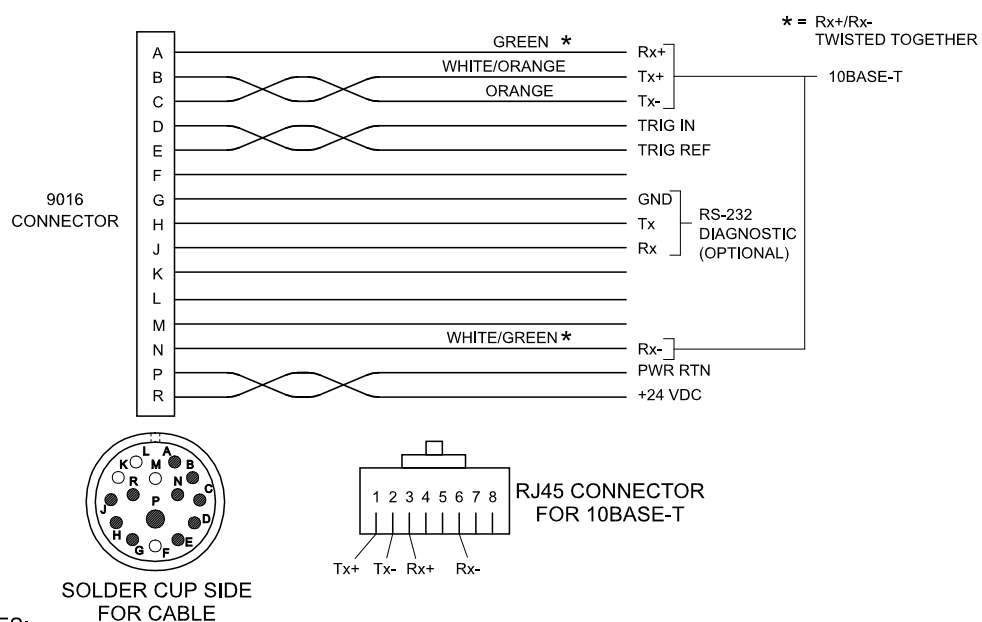 * = Rx+/Rx-
TWISTED TOGETHER
A GREEN * Rx+
B WHITE/ORANGE Tx+ 10BASE-T
C ORANGE Tx-
D TRIG IN
E TRIG REF
F
9016
CONNECTOR
G GND
H Tx
J Rx
RS-232
DIAGNOSTIC
(OPTIONAL)
K
L
M
N WHITE/GREEN * Rx-
P PWR RTN
R +24 VDC
L A
K M B
R N C
J P
H D
G F E
SOLDER CUP SIDE
FOR CABLE
1 2 3 4 5 6 7 8
RJ45 CONNECTOR
FOR 10BASE-T
Tx+ Tx- Rx+ Rx-